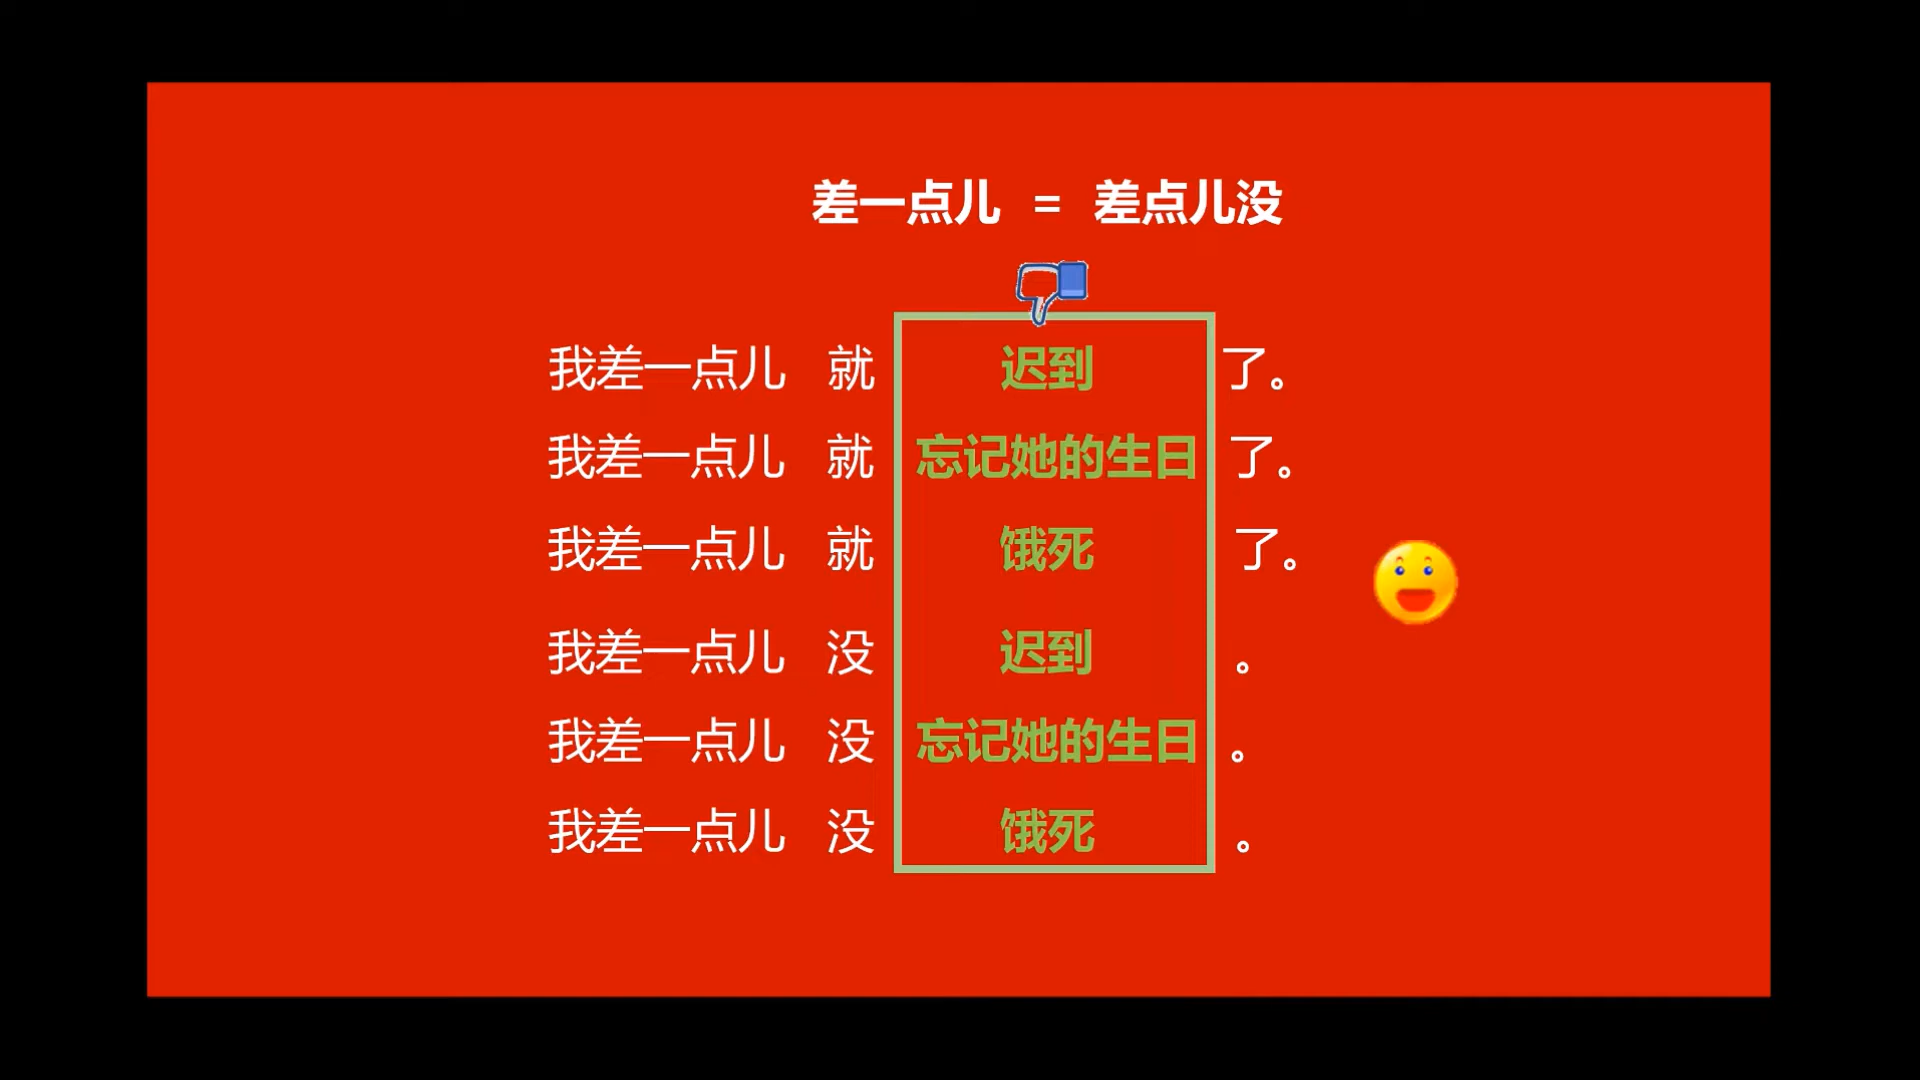 差一点儿 = 差点儿没
我差一点儿 就 迟到 了。
我差一点儿 就 忘记她的生日 了。
我差一点儿 就 饿死 了。
我差一点儿 没 迟到 。
我差一点儿 没 忘记她的生日 。
我差一点儿 没 饿死 。